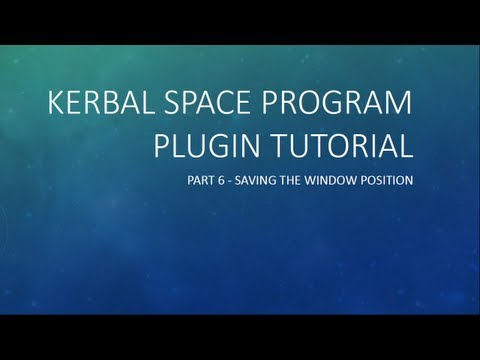 KERBAL SPACE PROGRAM
PLUGIN TUTORIAL
PART 6 - SAVING THE WINDOW POSITION